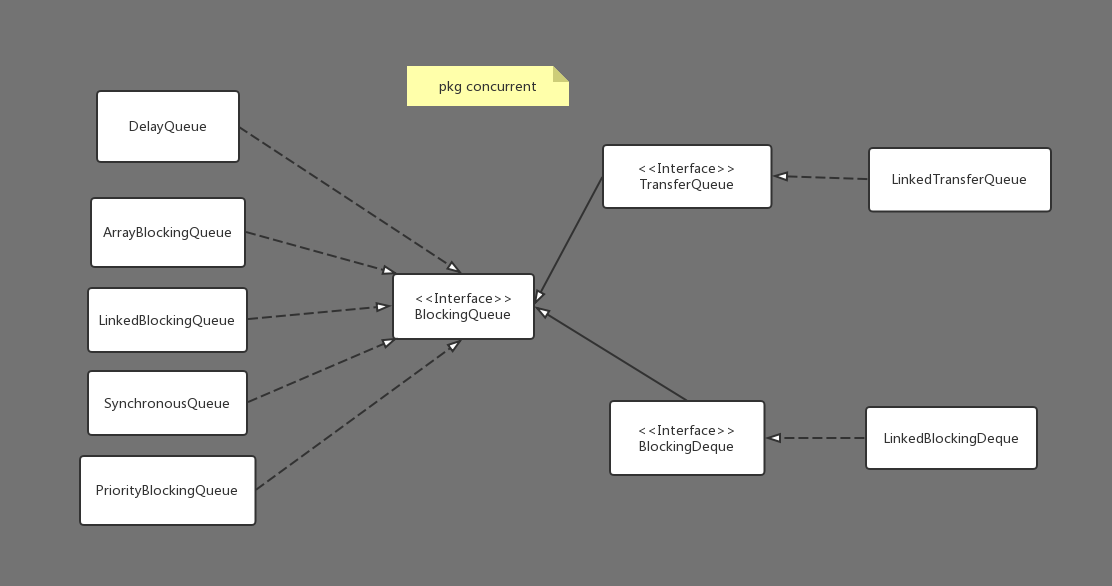 pkg concurrent
DelayQueue
ArrayBlockingQueue
LinkedBlockingQueue
SynchronousQueue
PriorityBlockingQueue
<<Interface>>
BlockingQueue
<<Interface>>
TransferQueue
LinkedTransferQueue
<<Interface>>
BlockingDeque
LinkedBlockingDeque